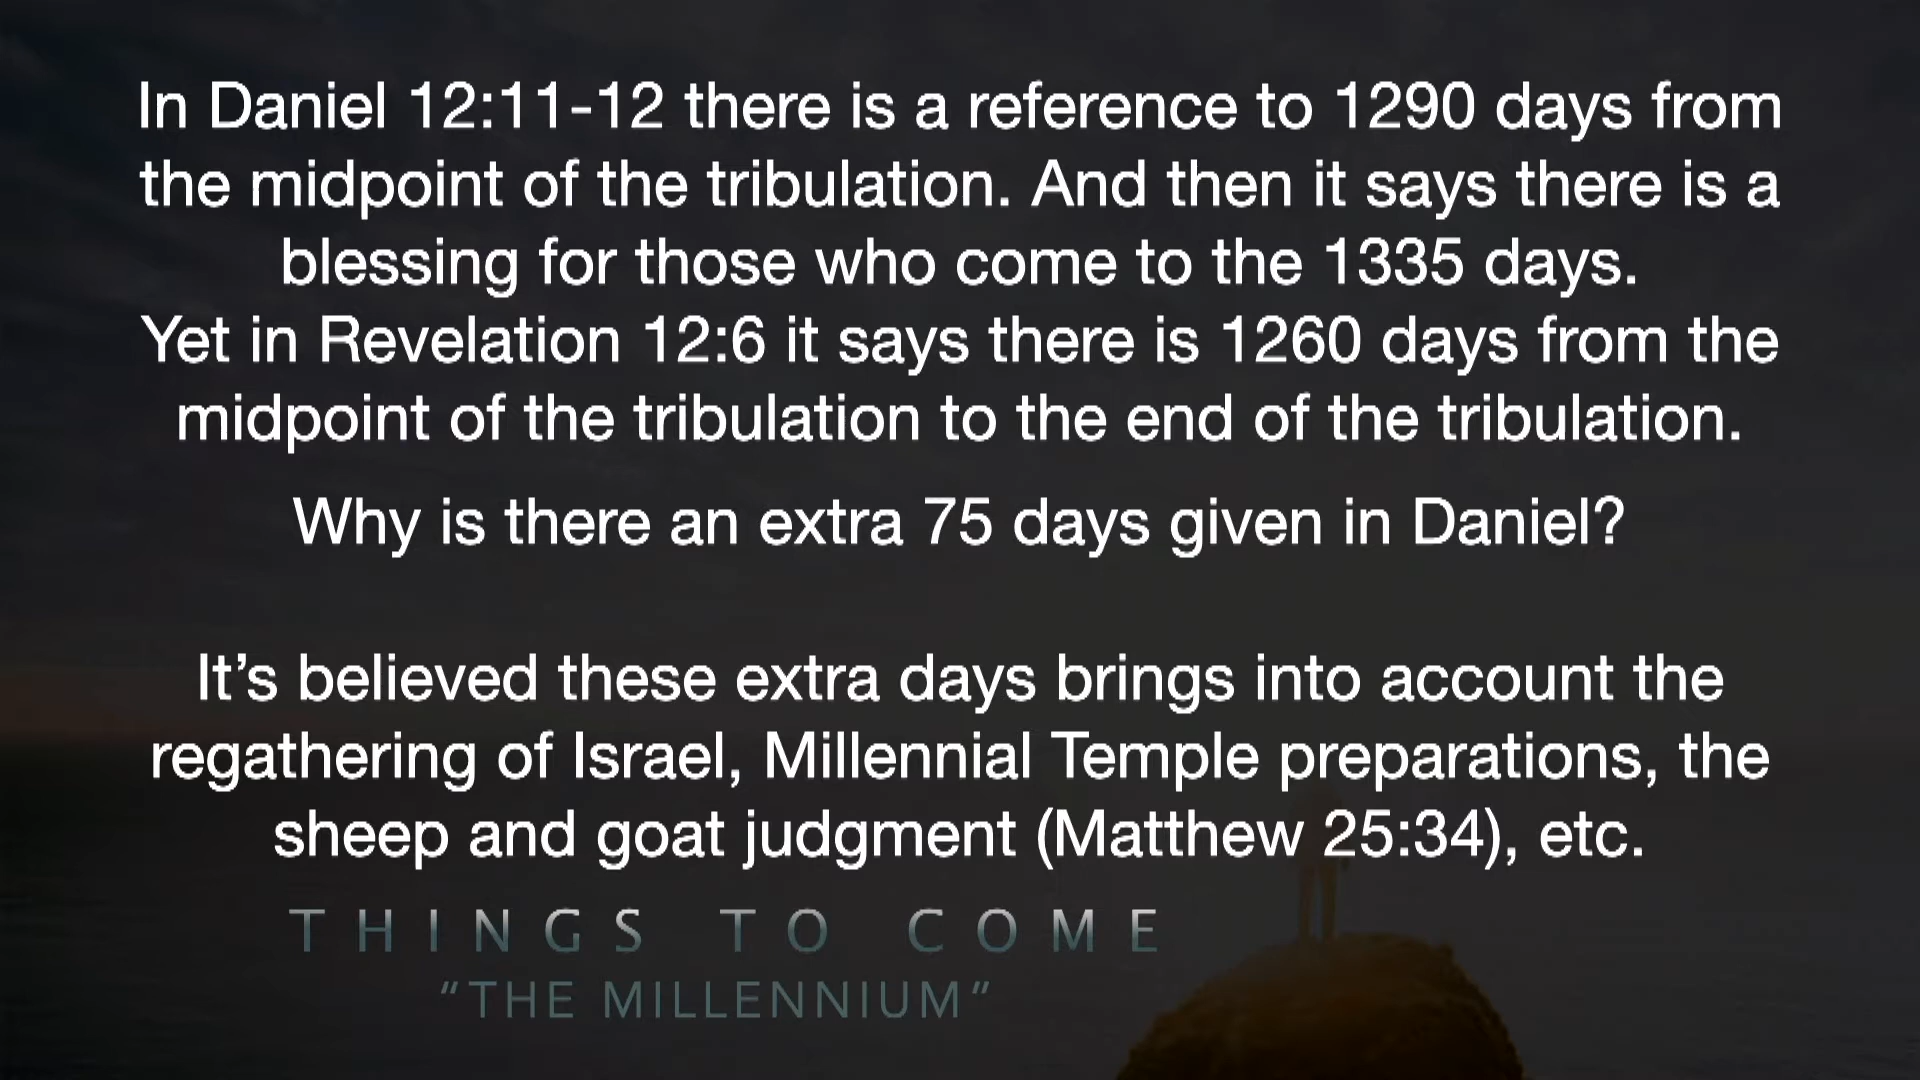 In Daniel 12:11-12 there is a reference to 1290 days from
the midpoint of the tribulation. And then it says there is a
blessing for those who come to the 1335 days.
Yet in Revelation 12:6 it says there is 1260 days from the
midpoint of the tribulation to the end of the tribulation.
Why is there an extra 75 days given in Daniel?
It’s believed these extra days brings into account the
regathering of Israel, Millennial Temple preparations, the
sheep and goat judgment (Matthew 25:34), etc.
THINGS TO COME
“THE MILLENNIUM”